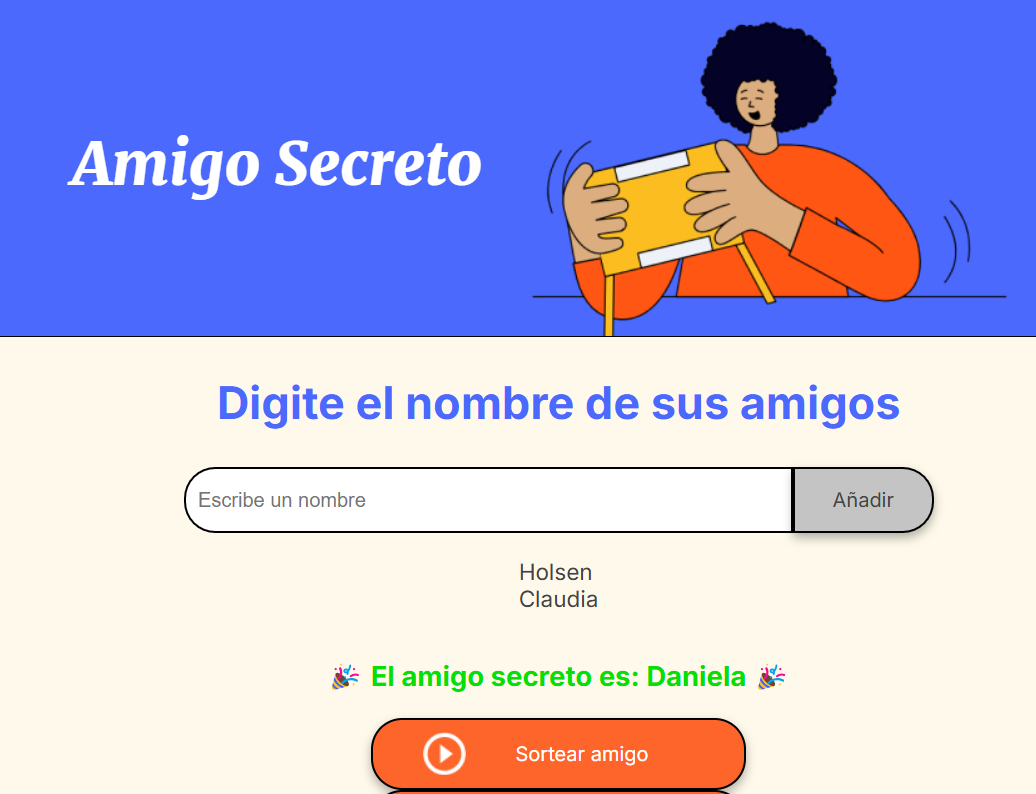 Amigo Secreto
Digite el nombre de sus amigos
Escribe un nombre
Añadir
Holsen
Claudia
🎉 El amigo secreto es: Daniela 🎉
Sortear amigo